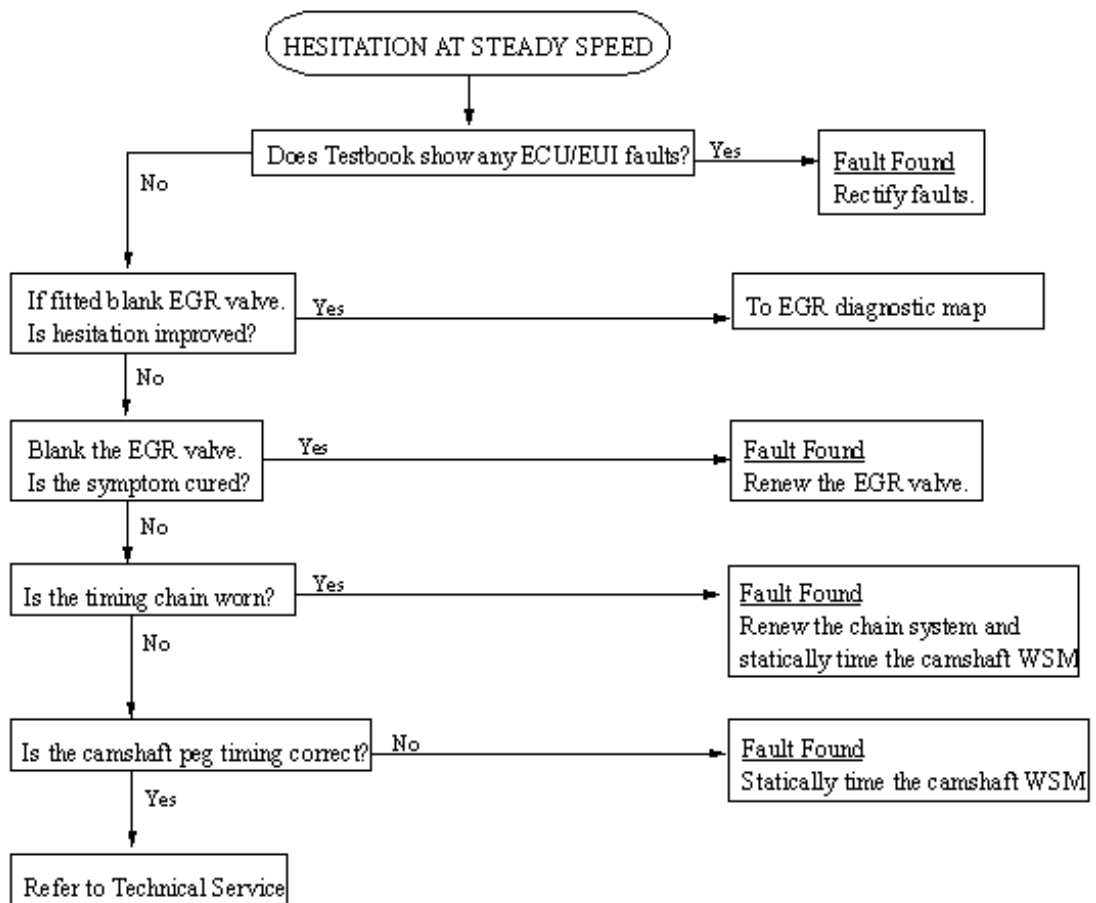 HESITATION AT STEADY SPEED
Does Testbook show any ECU/EUI faults?
Yes
Fault Found
Rectify faults.
No
If fitted blank EGR valve.
Is hesitation improved?
Yes
To EGR diagnostic map
No
Blank the EGR valve.
Is the symptom cured?
Yes
Fault Found
Renew the EGR valve.
No
Is the timing chain worn?
Yes
Fault Found
Renew the chain system and
statically time the camshaft WSM
No
Is the camshaft peg timing correct?
No
Fault Found
Statically time the camshaft WSM
Yes
Refer to Technical Service